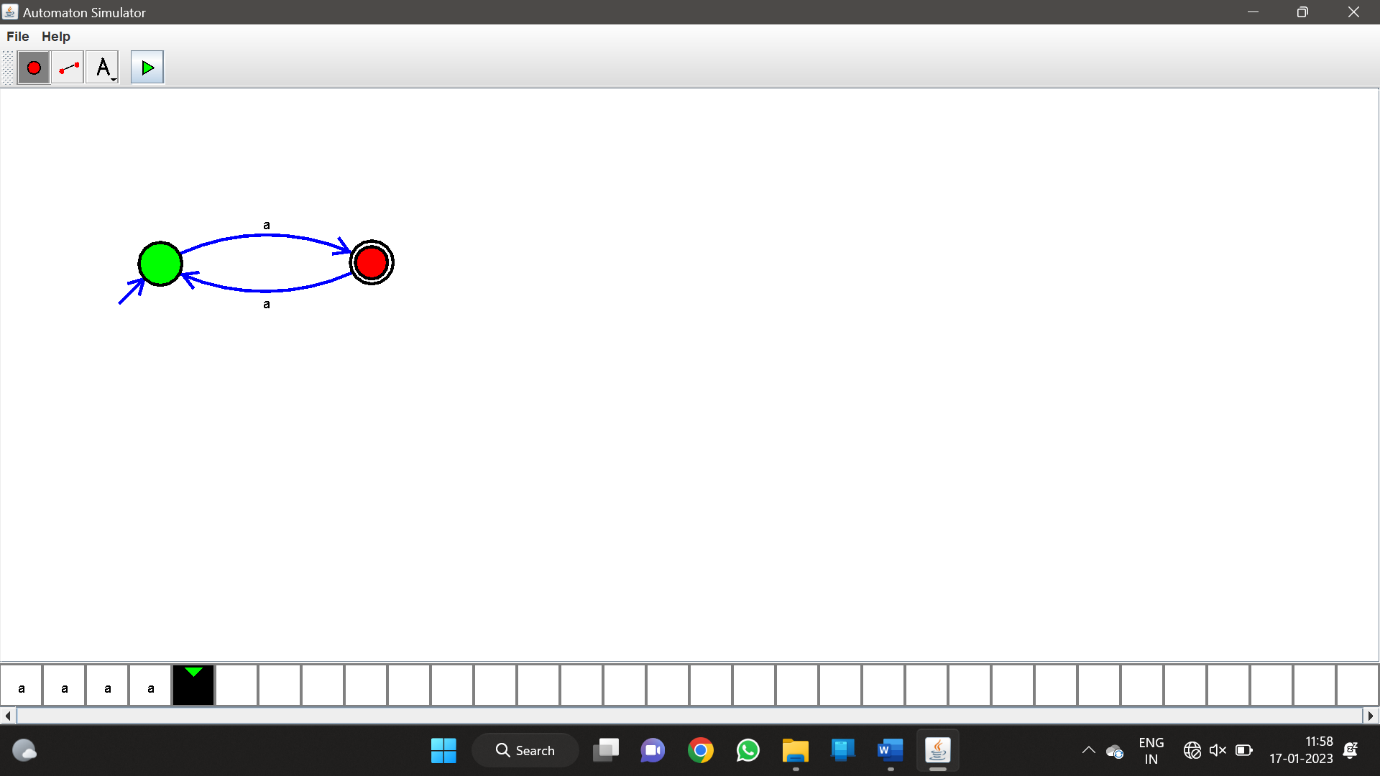 Automaton Simulator
File Help
A
a
a
a a a a
Search
ENG
IN
11:58
17-01-2023